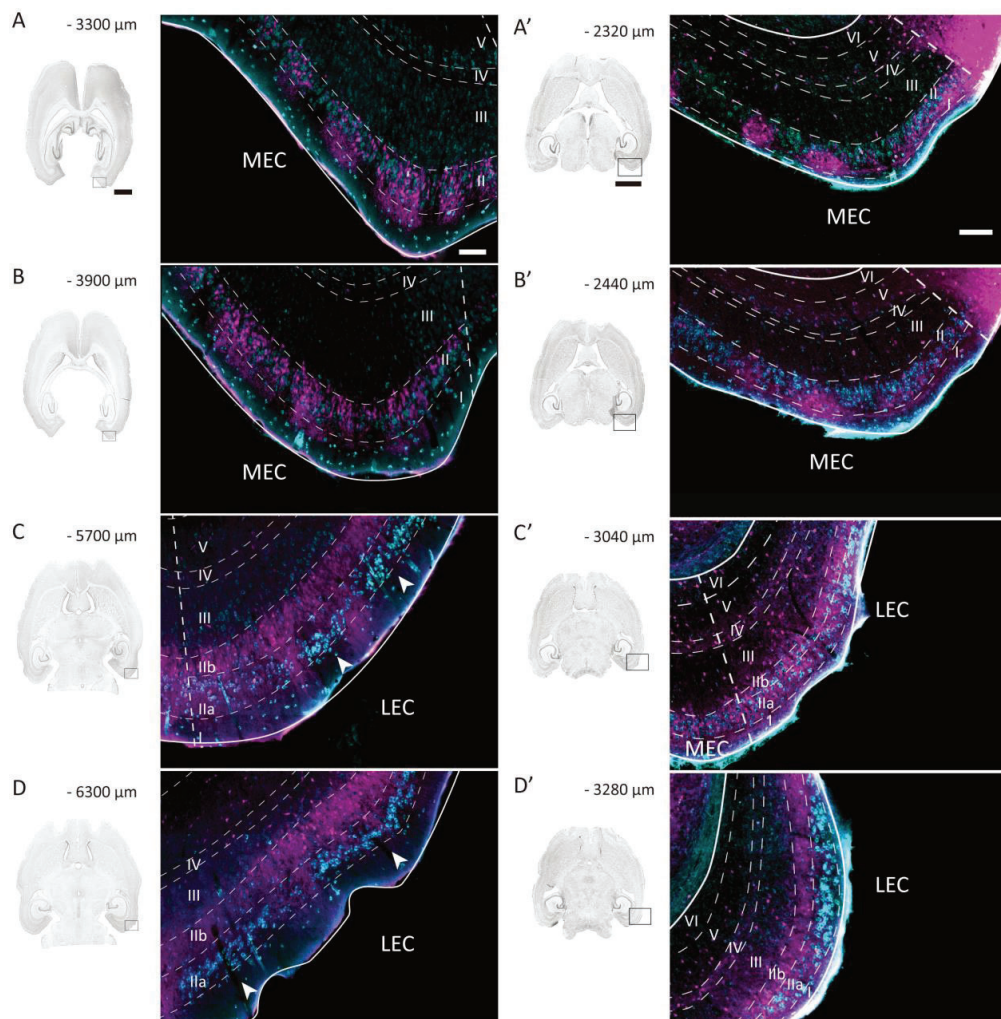 A
- 3300 µm
V
IV
III
II
MEC
A′
- 2320 µm
VI
V
IV
III
II
I
MEC
B
- 3900 µm
IV
III
II
MEC
B′
- 2440 µm
VI
V
IV
III
II
I
MEC
C
- 5700 µm
V
IV
III
IIb
IIa
I
LEC
C′
- 3040 µm
VI
V
IV
III
IIb
IIa
I
LEC
MEC
D
- 6300 µm
IV
III
IIb
IIa
LEC
D′
- 3280 µm
VI
V
IV
III
IIb
IIa
I
LEC